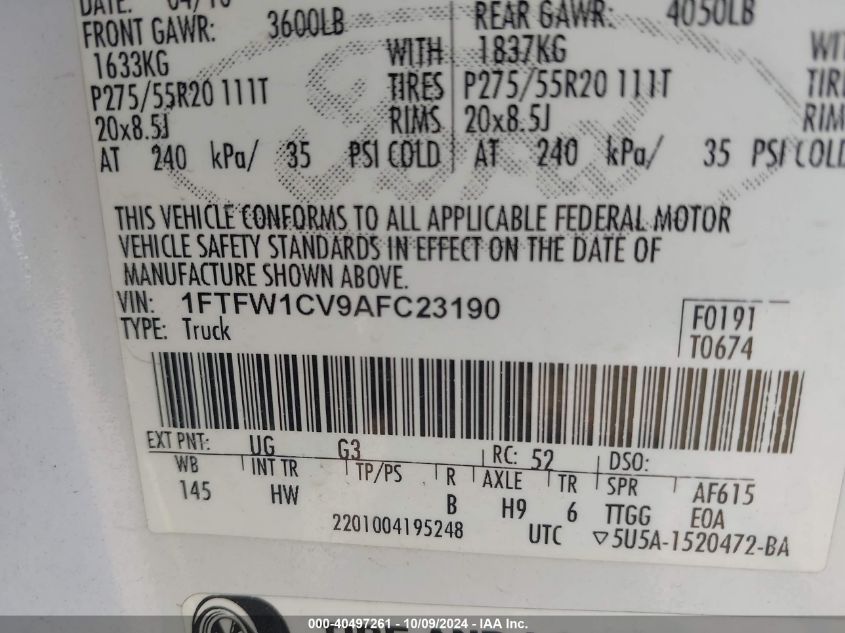 DATE: 04/10
FRONT GAWR: 3600LB REAR GAWR: 4050LB
1633KG WITH 1837KG WIT
P275/55R20 111T TIRES P275/55R20 111T TIR
20x8.5J RIMS 20x8.5J RIM
AT 240 kPa/ 35 PSI COLD AT 240 kPa/ 35 PSI COLD
THIS VEHICLE CONFORMS TO ALL APPLICABLE FEDERAL MOTOR
VEHICLE SAFETY STANDARDS IN EFFECT ON THE DATE OF
MANUFACTURE SHOWN ABOVE.
VIN: 1FTFW1CV9AFC23190
TYPE: Truck
F0191
T0674
EXT PNT: UG G3 RC: 52 DSO:
WB INT TR TP/PS R AXLE TR SPR AF615
145 HW B H9 6 TTGG E0A
2201004195248 UTC ▽5U5A-1520472-BA
000-40497261 - 10/09/2024 - IAA Inc.